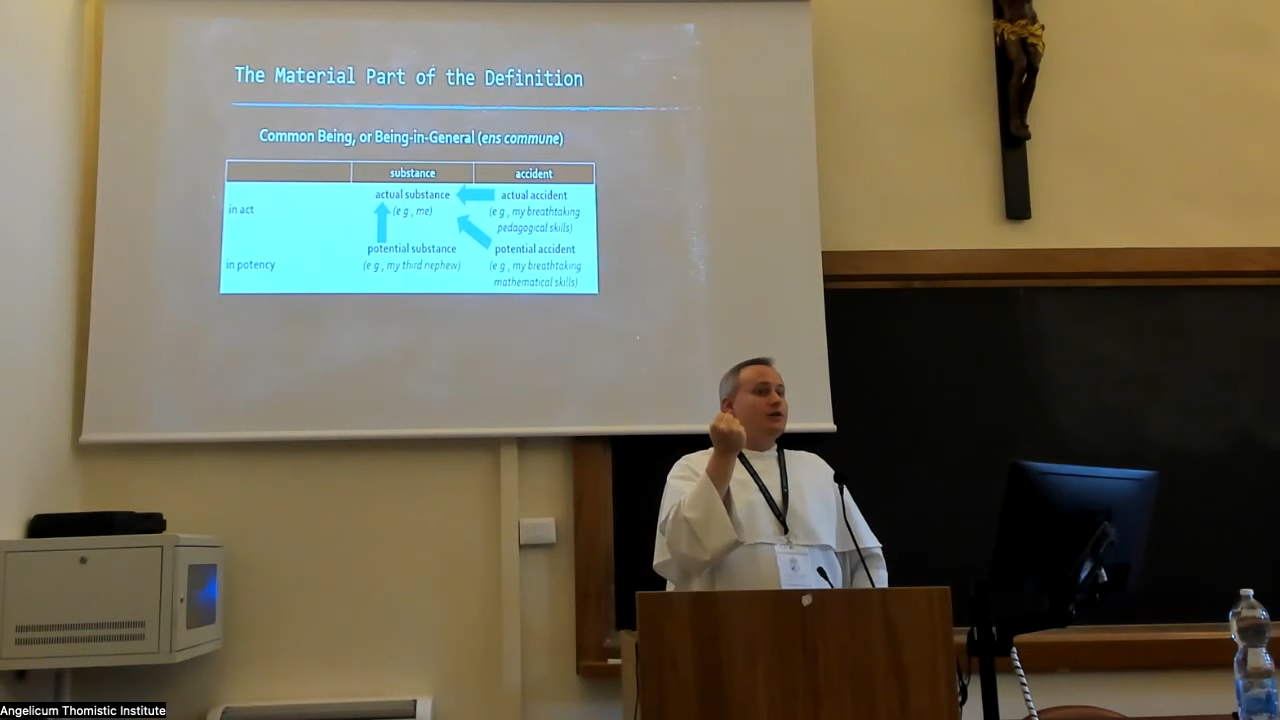 The Material Part of the Definition
Common Being, or Being-in-General (ens commune)
substance accident
in act
actual substance
(e.g., me)
actual accident
(e.g., my breathtaking
pedagogical skills)
in potency
potential substance
(e.g., my third nephew)
potential accident
(e.g., my breathtaking
mathematical skills)
Angelicum Thomistic Institute